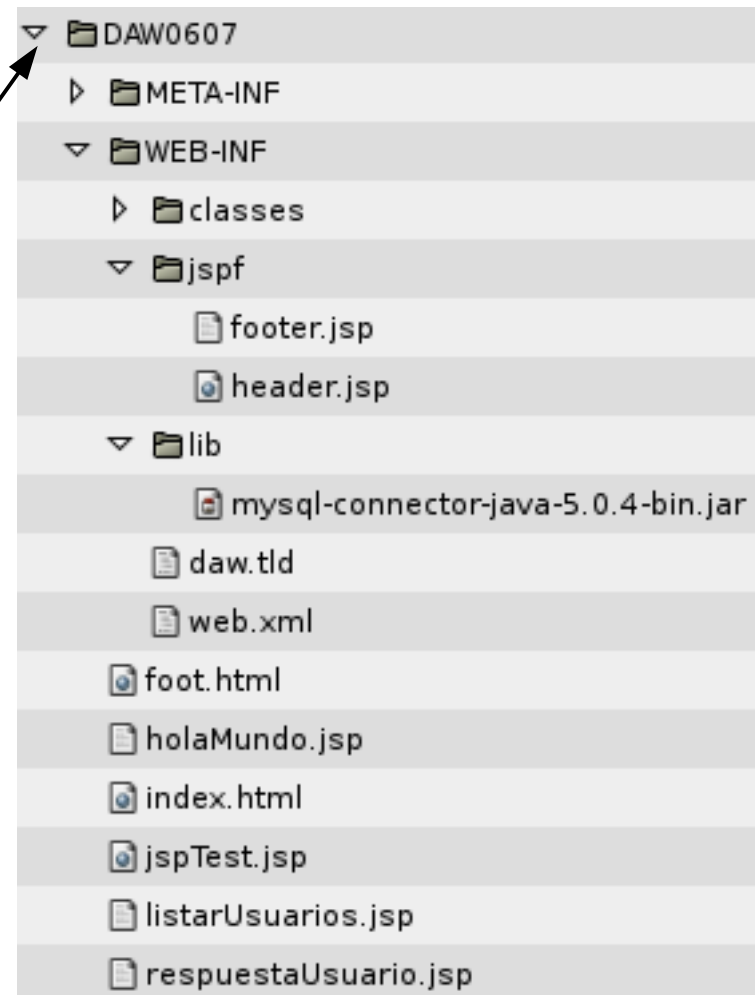 DAW0607
META-INF
WEB-INF
classes
jspf
footer.jsp
header.jsp
lib
mysql-connector-java-5.0.4-bin.jar
daw.tld
web.xml
foot.html
holaMundo.jsp
index.html
jspTest.jsp
listarUsuarios.jsp
respuestaUsuario.jsp